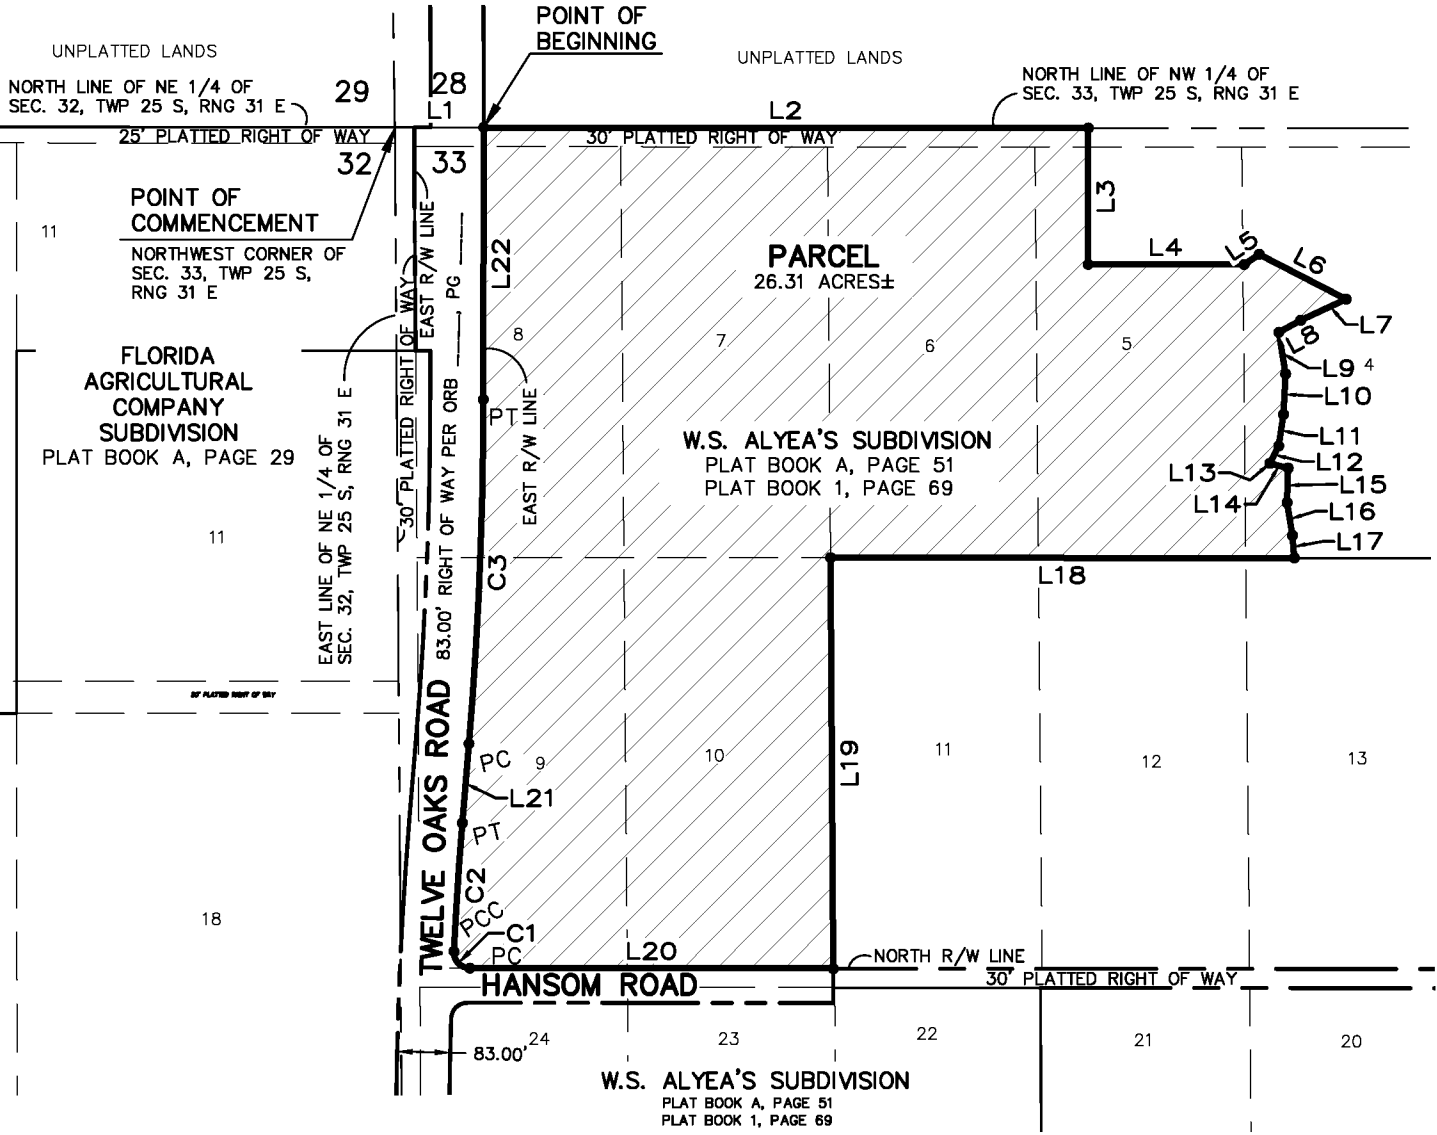 POINT OF
BEGINNING
UNPLATTED LANDS
UNPLATTED LANDS
NORTH LINE OF NE 1/4 OF
SEC. 32, TWP 25 S, RNG 31 E
29
28
NORTH LINE OF NW 1/4 OF
SEC. 33, TWP 25 S, RNG 31 E
L1
L2
25' PLATTED RIGHT OF WAY
30' PLATTED RIGHT OF WAY
32
33
POINT OF
COMMENCEMENT
NORTHWEST CORNER OF
SEC. 33, TWP 25 S,
RNG 31 E
11
EAST R/W LINE
PG
L22
L3
PARCEL
26.31 ACRES±
L4
L5
L6
L7
L8
L9
4
L10
L11
L12
L13
L14
L15
L16
L17
8
7
6
5
FLORIDA
AGRICULTURAL
COMPANY
SUBDIVISION
PLAT BOOK A, PAGE 29
30' PLATTED RIGHT OF WAY
EAST LINE OF NE 1/4 OF
SEC. 32, TWP 25 S, RNG 31 E
83.00' RIGHT OF WAY PER ORB
PT
EAST R/W LINE
W.S. ALYEA'S SUBDIVISION
PLAT BOOK A, PAGE 51
PLAT BOOK 1, PAGE 69
11
C3
L18
30' PLATTED RIGHT OF WAY
TWELVE OAKS ROAD
PC
9
10
L19
11
12
13
L21
PT
C2
PCC
C1
PC
L20
18
NORTH R/W LINE
HANSOM ROAD
30' PLATTED RIGHT OF WAY
83.00'
24
23
22
21
20
W.S. ALYEA'S SUBDIVISION
PLAT BOOK A, PAGE 51
PLAT BOOK 1, PAGE 69